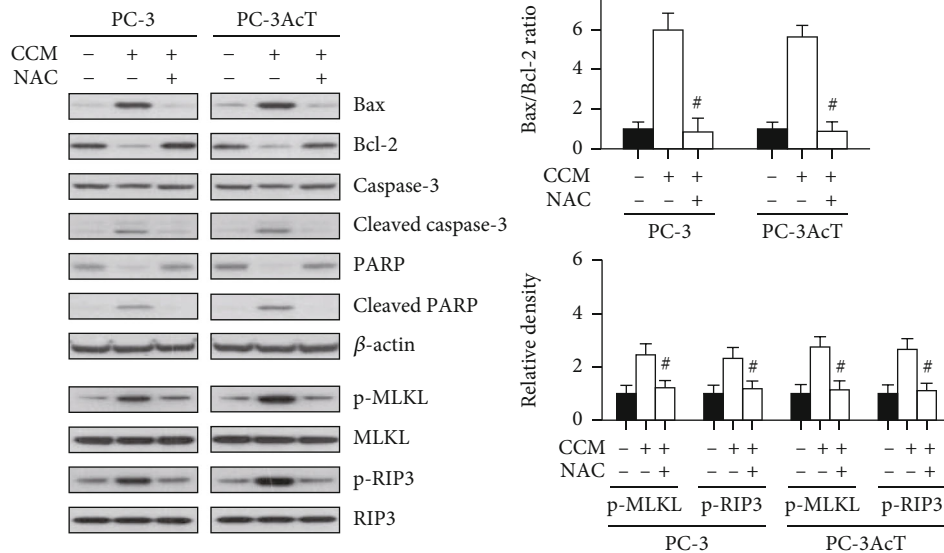 PC-3 PC-3AcT
CCM – + + – + +
NAC – – + – – +
Bax
Bcl-2
Caspase-3
Cleaved caspase-3
PARP
Cleaved PARP
β-actin
p-MLKL
MLKL
p-RIP3
RIP3
Bax/Bcl-2 ratio
6
4
2
0
# #
CCM – + + – + +
NAC – – + – – +
PC-3 PC-3AcT
Relative density
6
4
2
0
# # # #
CCM – + + – + + – + + – + +
NAC – – + – – + – – + – – +
p-MLKL p-RIP3 p-MLKL p-RIP3
PC-3 PC-3AcT